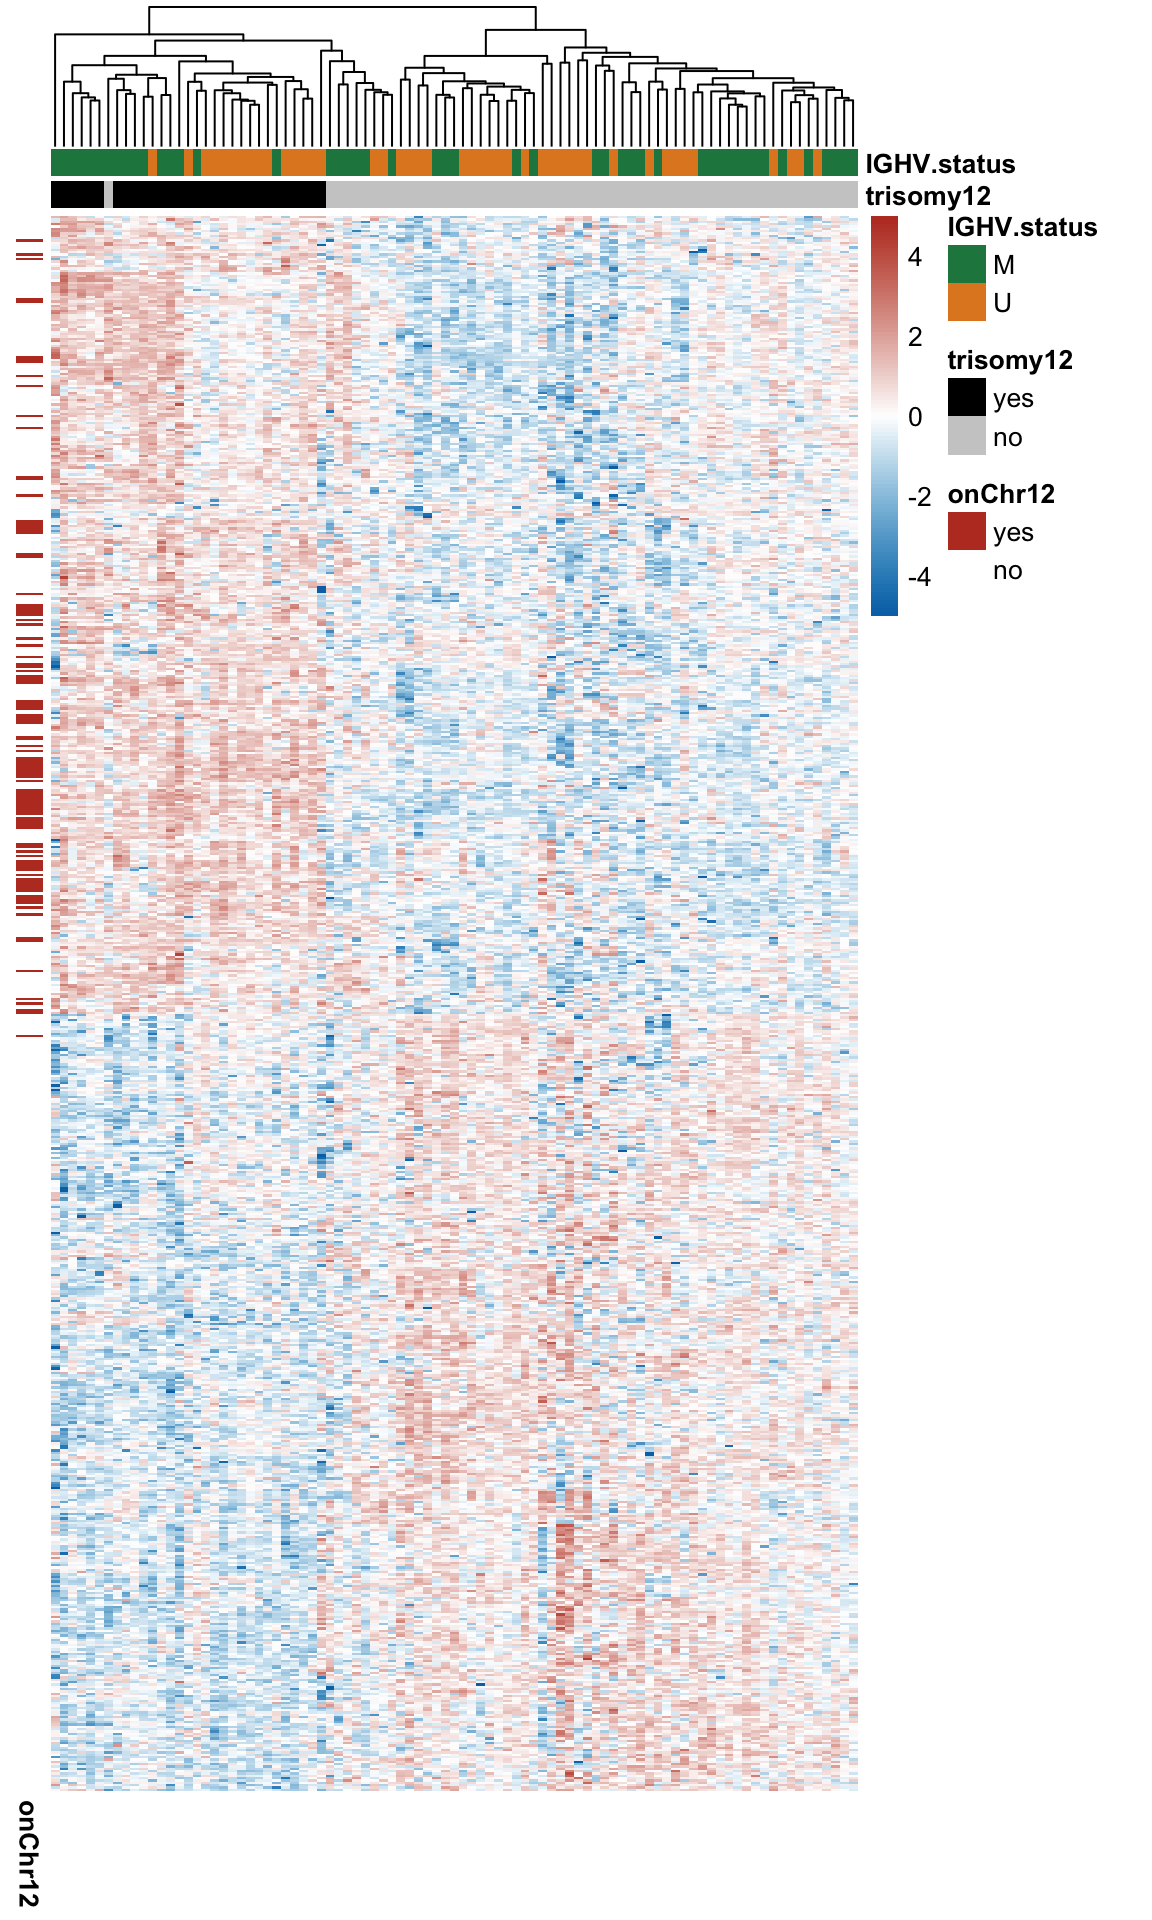 IGHV.status
trisomy12
IGHV.status
M
U
trisomy12
yes
no
onChr12
yes
no
4
2
0
-2
-4
onChr12